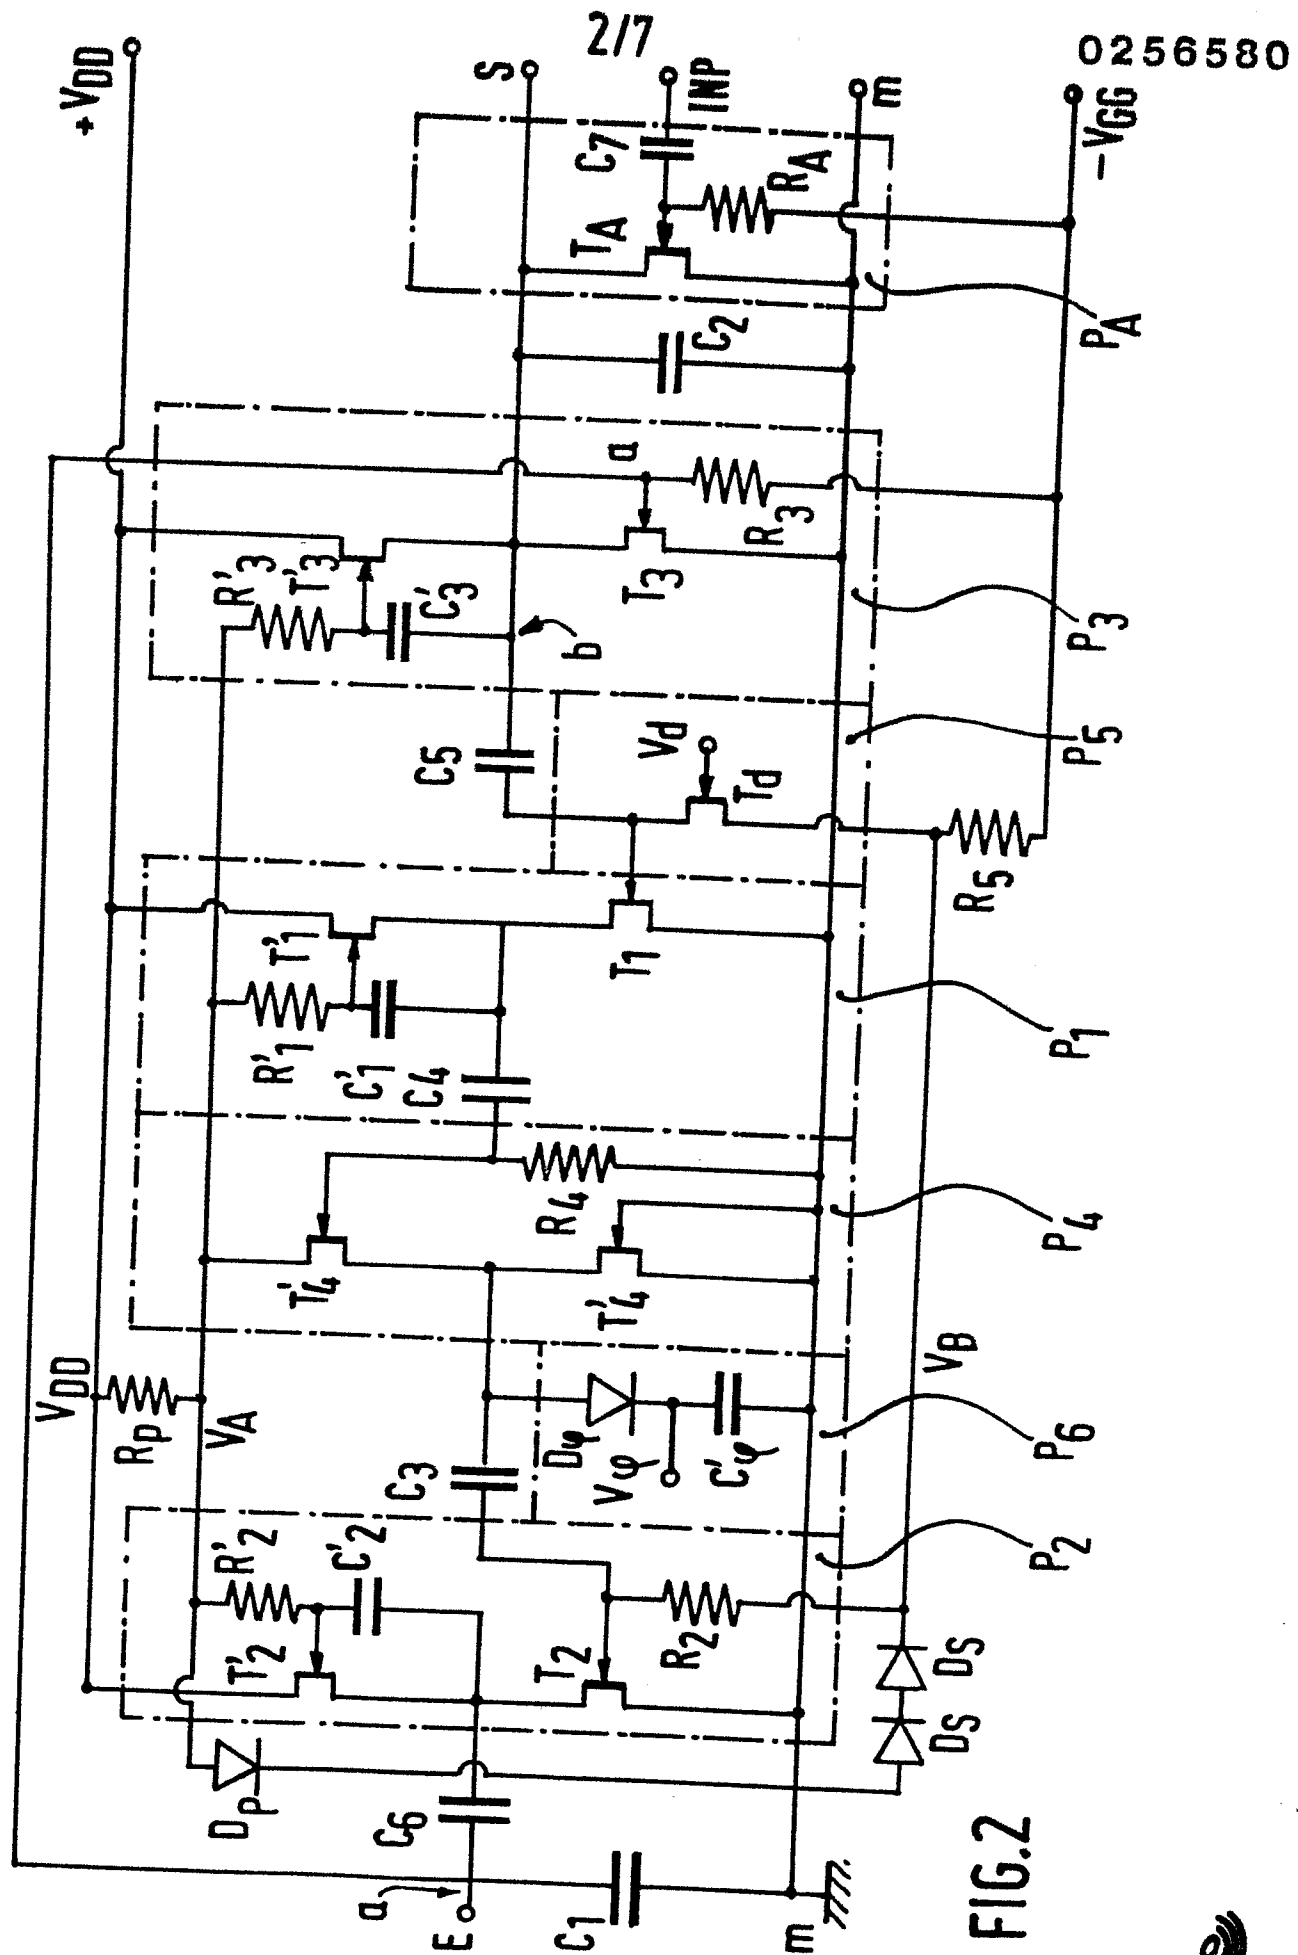 2/7
0256580
+VDD
S
INP
m
-VGG
C7
RA
TA
PA
C2
a
R3
R'3
T'3
C'3
T3
b
P3
C5
Vd
Td
P5
R5
T'1
R'1
C'1
T1
C4
P1
R4
T'4
T'4
P4
VDD
Rp
VA
VB
Dφ
Vφ
C'φ
P6
C3
R'2
C'2
T'2
T2
R2
P2
DS
DS
Dp
C6
a
E
C1
m
FIG.2